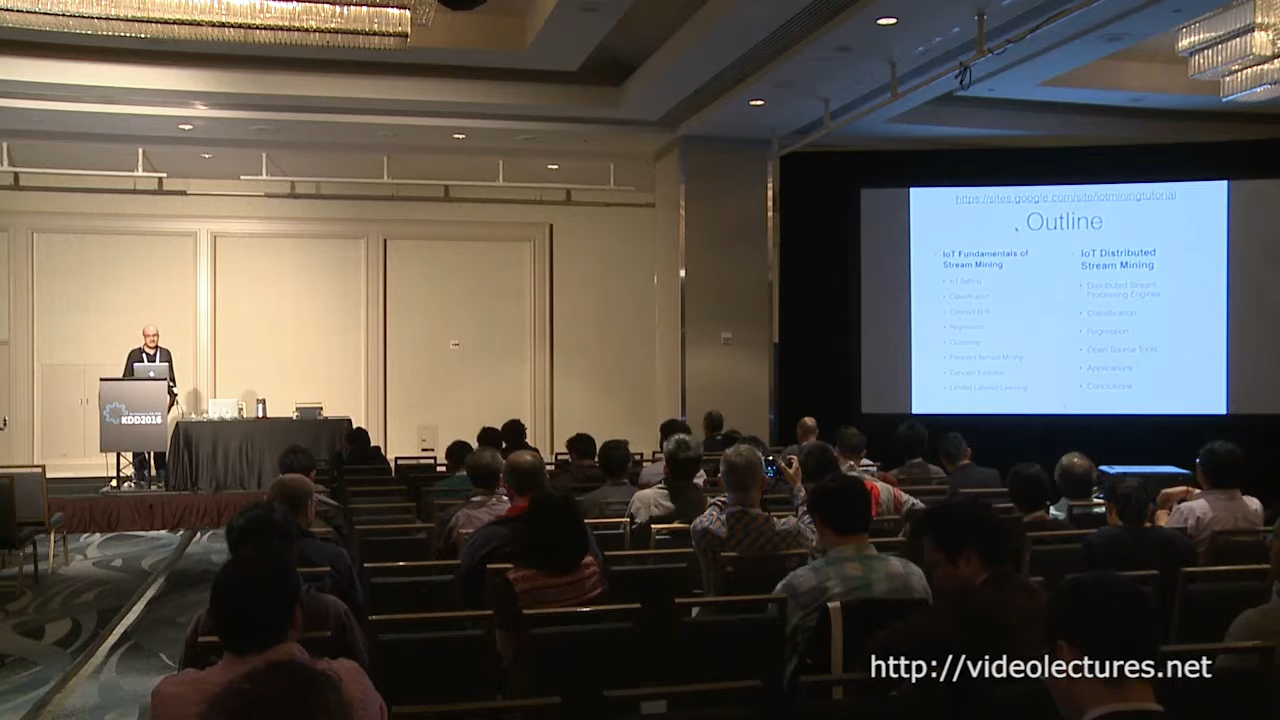 https://sites.google.com/site/iotminingtutorial
Outline
IoT Fundamentals of
Stream Mining
• IoT Setting
• Classification
• Concept Drift
• Regression
• Clustering
• Frequent Itemset Mining
• Concept Evolution
• Limited Labeled Learning
IoT Distributed
Stream Mining
• Distributed Stream
Processing Engines
• Classification
• Regression
• Open Source Tools
• Applications
• Conclusions
KDD2016
http://videolectures.net